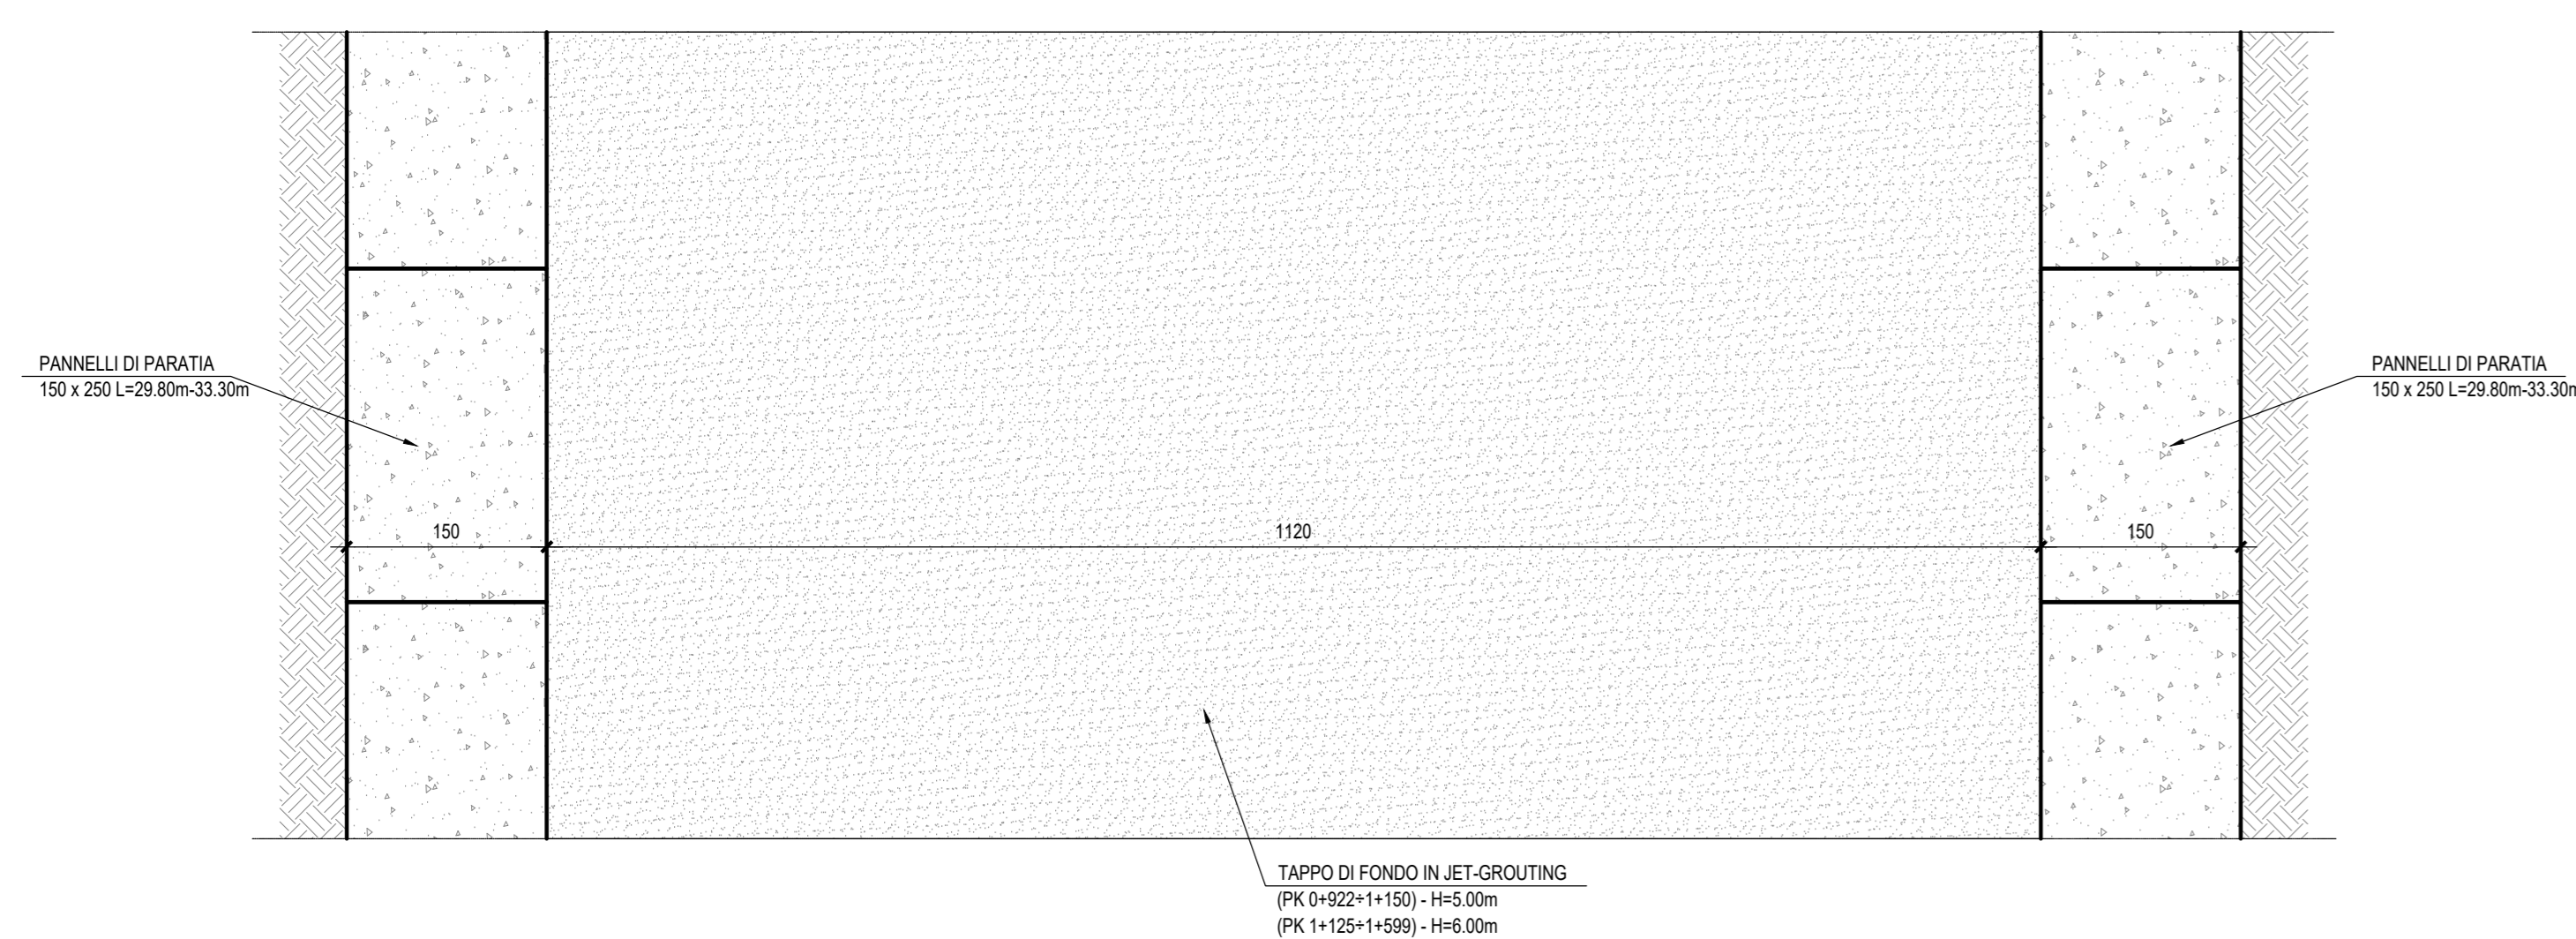 PANNELLI DI PARATIA
150 x 250 L=29.80m-33.30m
PANNELLI DI PARATIA
150 x 250 L=29.80m-33.30m
150
1120
150
TAPPO DI FONDO IN JET-GROUTING
(PK 0+922÷1+150) - H=5.00m
(PK 1+125÷1+599) - H=6.00m